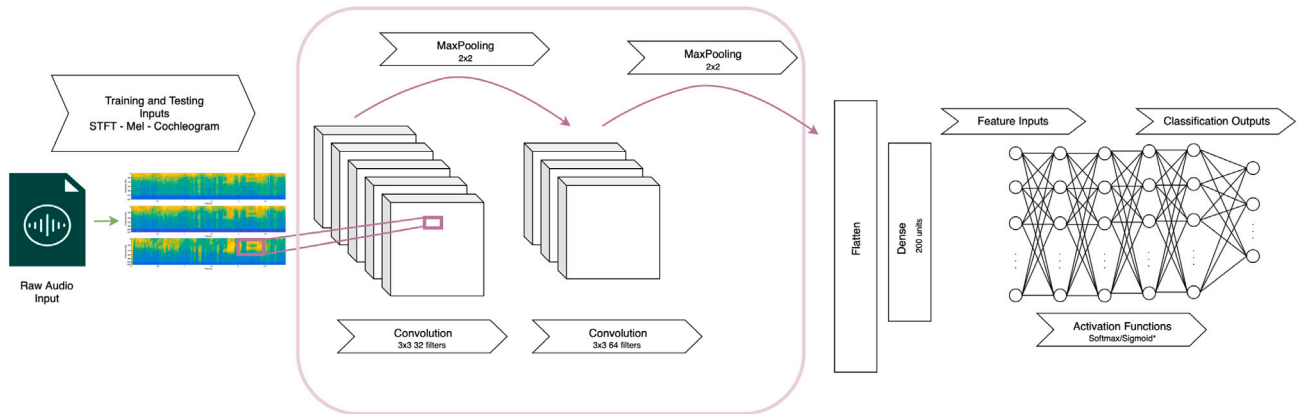 MaxPooling
2x2
MaxPooling
2x2
Training and Testing
Inputs
STFT - Mel - Cochleogram
Feature Inputs
Classification Outputs
Flatten
Dense
200 units
Raw Audio
Input
Convolution
3x3 32 filters
Convolution
3x3 64 filters
Activation Functions
Softmax/Sigmoid*